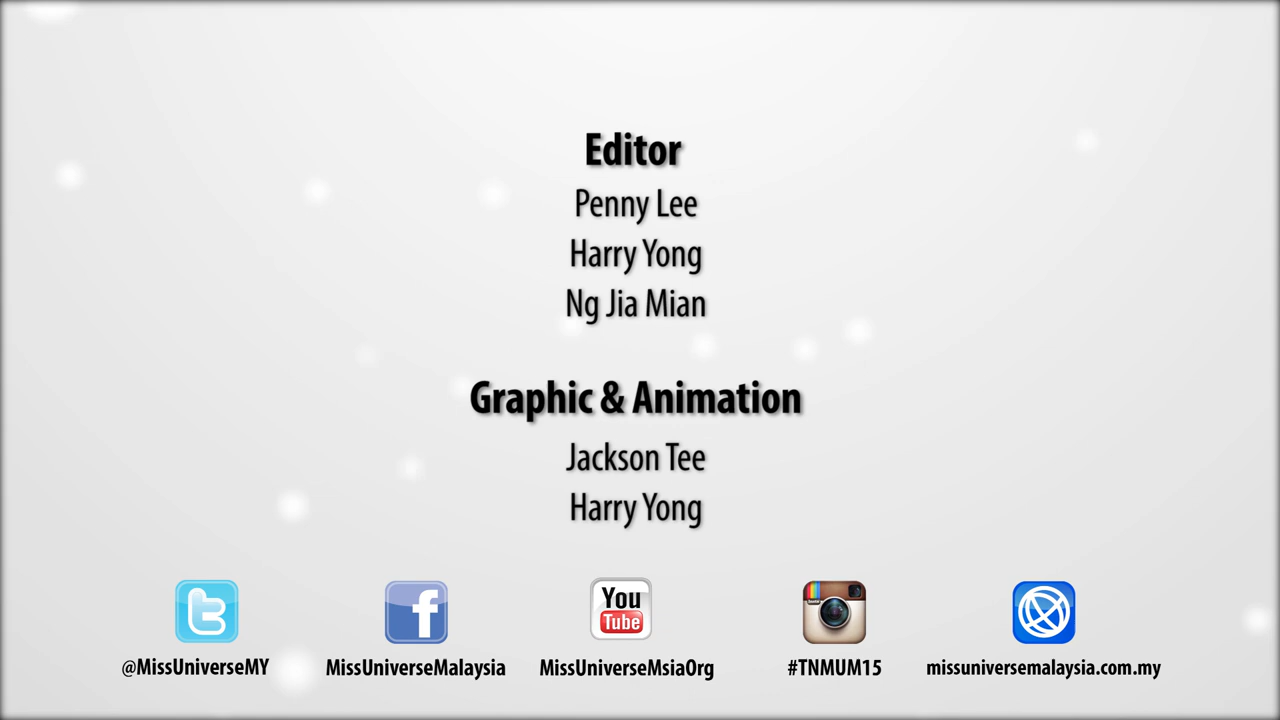 Editor
Penny Lee
Harry Yong
Ng Jia Mian
Graphic & Animation
Jackson Tee
Harry Yong
You
Tube
@MissUniverseMY
MissUniverseMalaysia
MissUniverseMsiaOrg
#TNMUM15
missuniversemalaysia.com.my